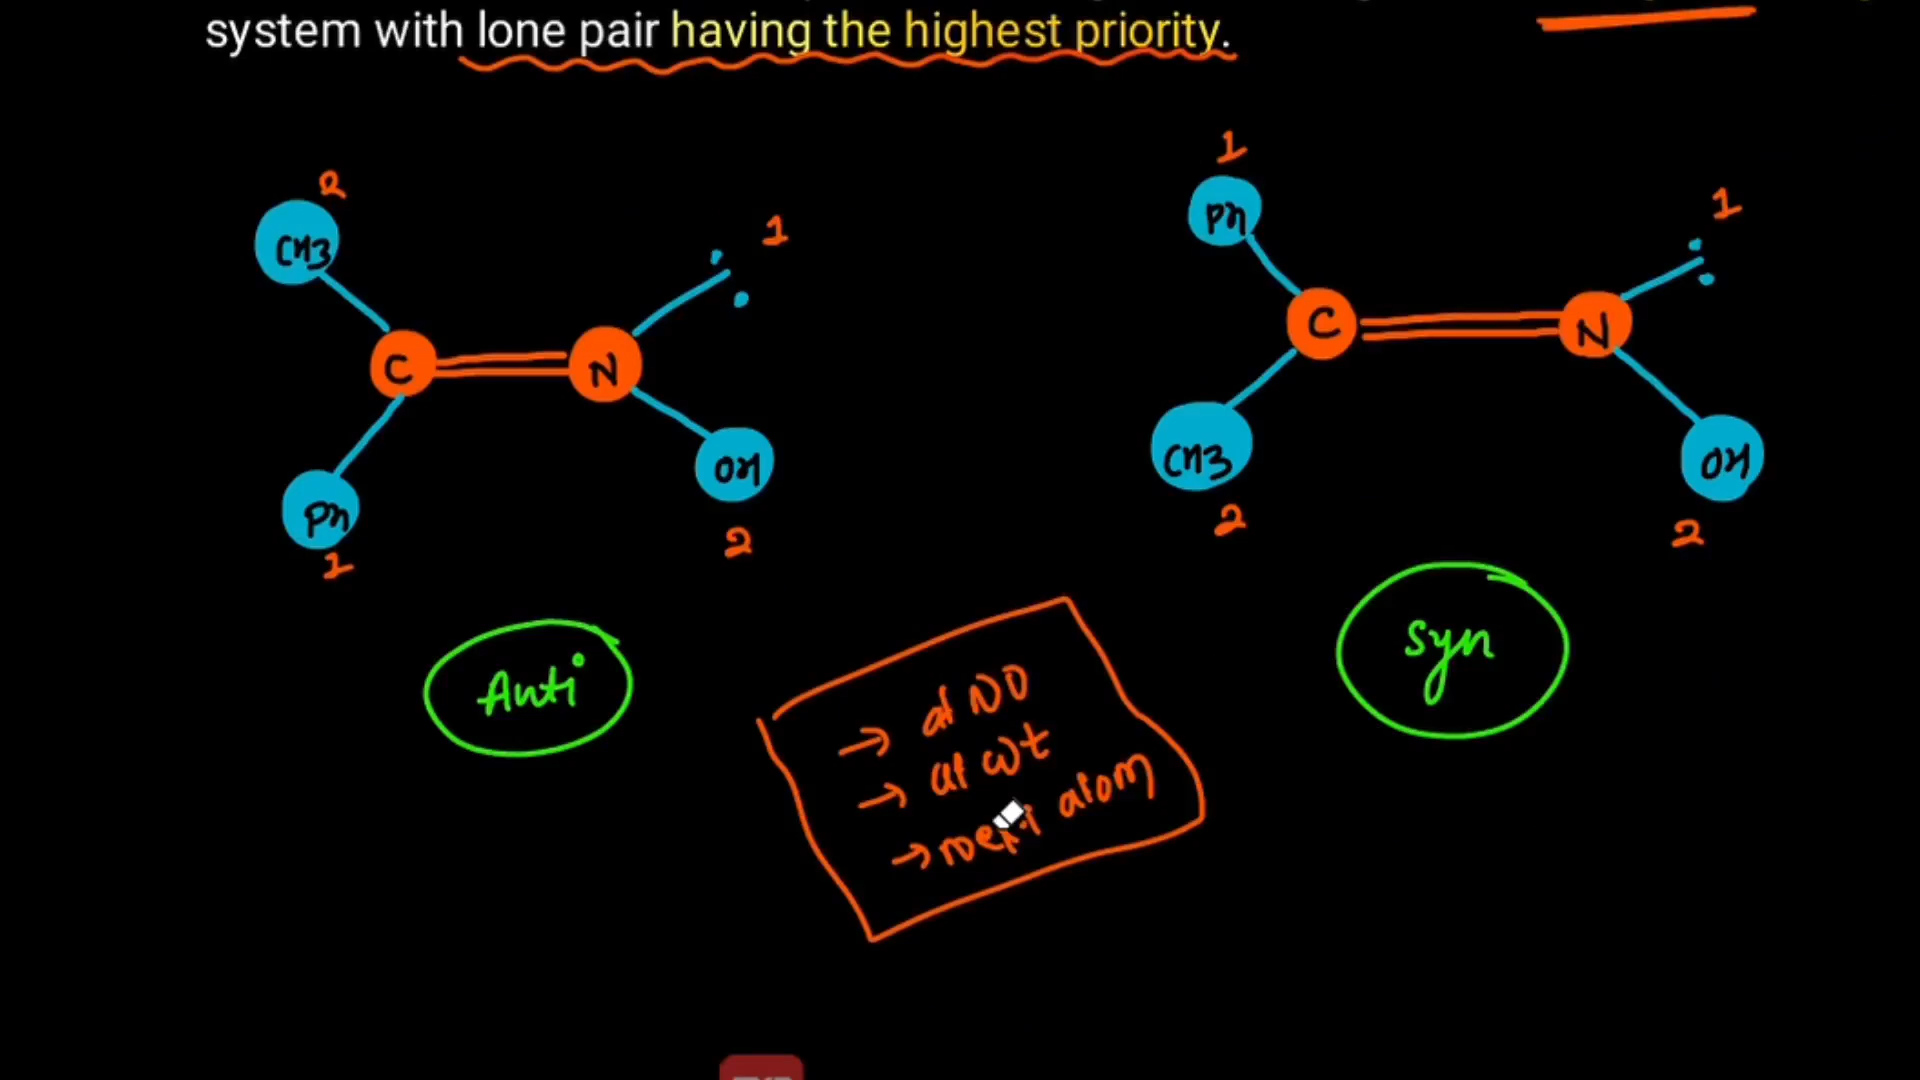 system with lone pair having the highest priority.
2
CH3
1
C
N
OH
Ph
1
2
Anti
1
Ph
1
C
N
CH3
2
OH
2
Syn
→ at NO
→ at wt
→ next atom